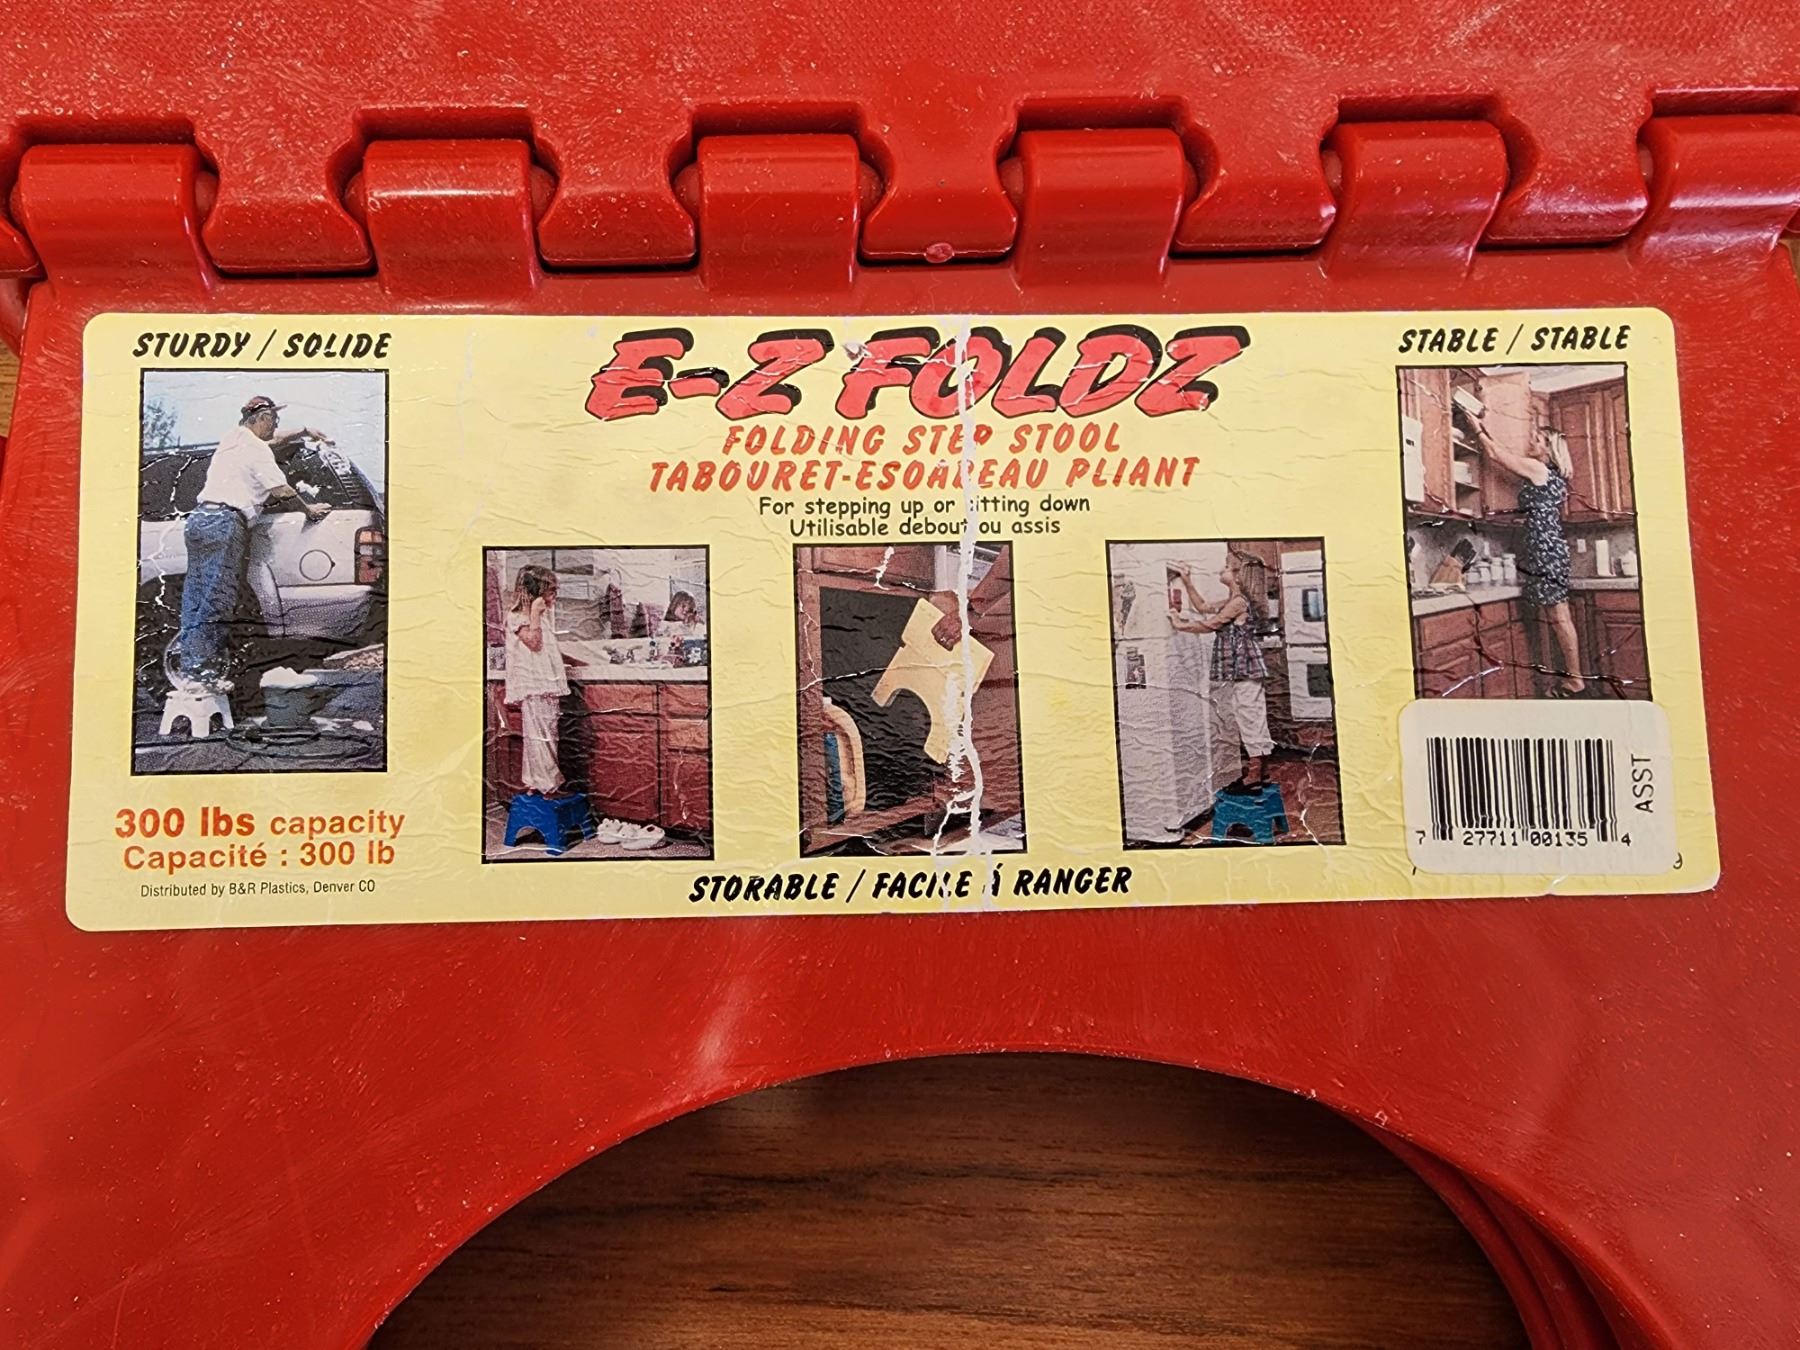 STURDY / SOLIDE
E-Z FOLDZ
STABLE / STABLE
FOLDING STEP STOOL
TABOURET-ESOABEAU PLIANT
For stepping up or sitting down
Utilisable debout ou assis
300 lbs capacity
Capacité : 300 lb
Distributed by B&R Plastics, Denver CO
STORABLE / FACILE Á RANGER
ASST
7 27711 00135 4